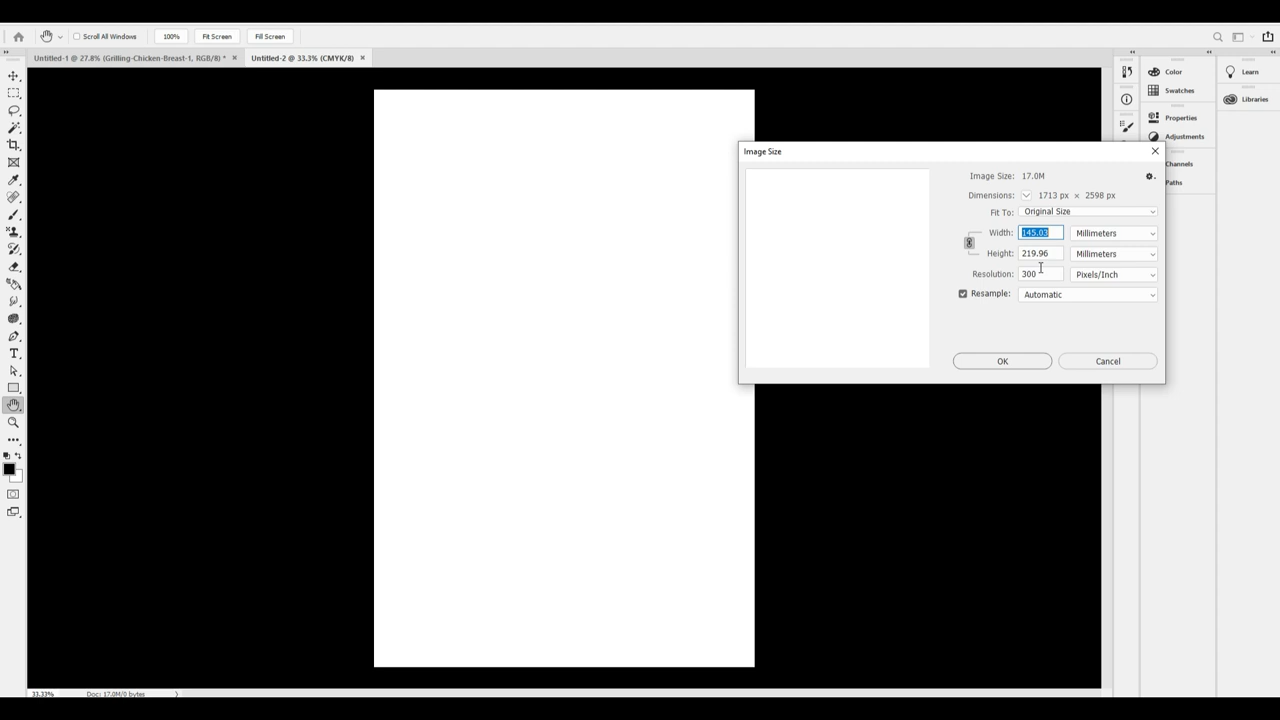 Scroll All Windows 100% Fit Screen Fill Screen
Untitled-1 @ 27.8% (Grilling-Chicken-Breast-1, RGB/8) * × Untitled-2 @ 33.3% (CMYK/8) ×
Color
Swatches
Properties
Adjustments
Channels
Paths
Learn
Libraries
Image Size
Image Size: 17.0M
Dimensions: 1713 px × 2598 px
Fit To: Original Size
Width: 145.03 Millimeters
Height: 219.96 Millimeters
Resolution: 300 Pixels/Inch
Resample: Automatic
OK Cancel
33.33% Doc: 17.0M/0 bytes